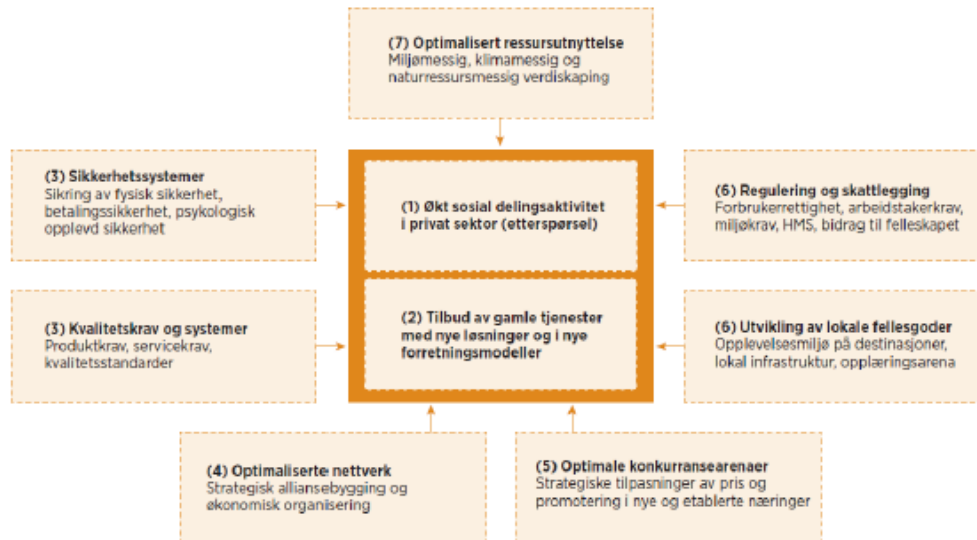 (7) Optimalisert ressursutnyttelse
Miljømessig, klimamessig og
naturressursmessig verdiskaping
(3) Sikkerhetssystemer
Sikring av fysisk sikkerhet,
betalingssikkerhet, psykologisk
opplevd sikkerhet
(1) Økt sosial delingsaktivitet
i privat sektor (etterspørsel)
(6) Regulering og skattlegging
Forbrukerrettighet, arbeidstakerkrav,
miljøkrav, HMS, bidrag til felleskapet
(3) Kvalitetskrav og systemer
Produktkrav, servicekrav,
kvalitetsstandarder
(2) Tilbud av gamle tjenester
med nye løsninger og i nye
forretningsmodeller
(6) Utvikling av lokale fellesgoder
Opplevelsesmiljø på destinasjoner,
lokal infrastruktur, opplæringsarena
(4) Optimaliserte nettverk
Strategisk alliansebygging og
økonomisk organisering
(5) Optimale konkurransearenaer
Strategiske tilpasninger av pris og
promotering i nye og etablerte næringer